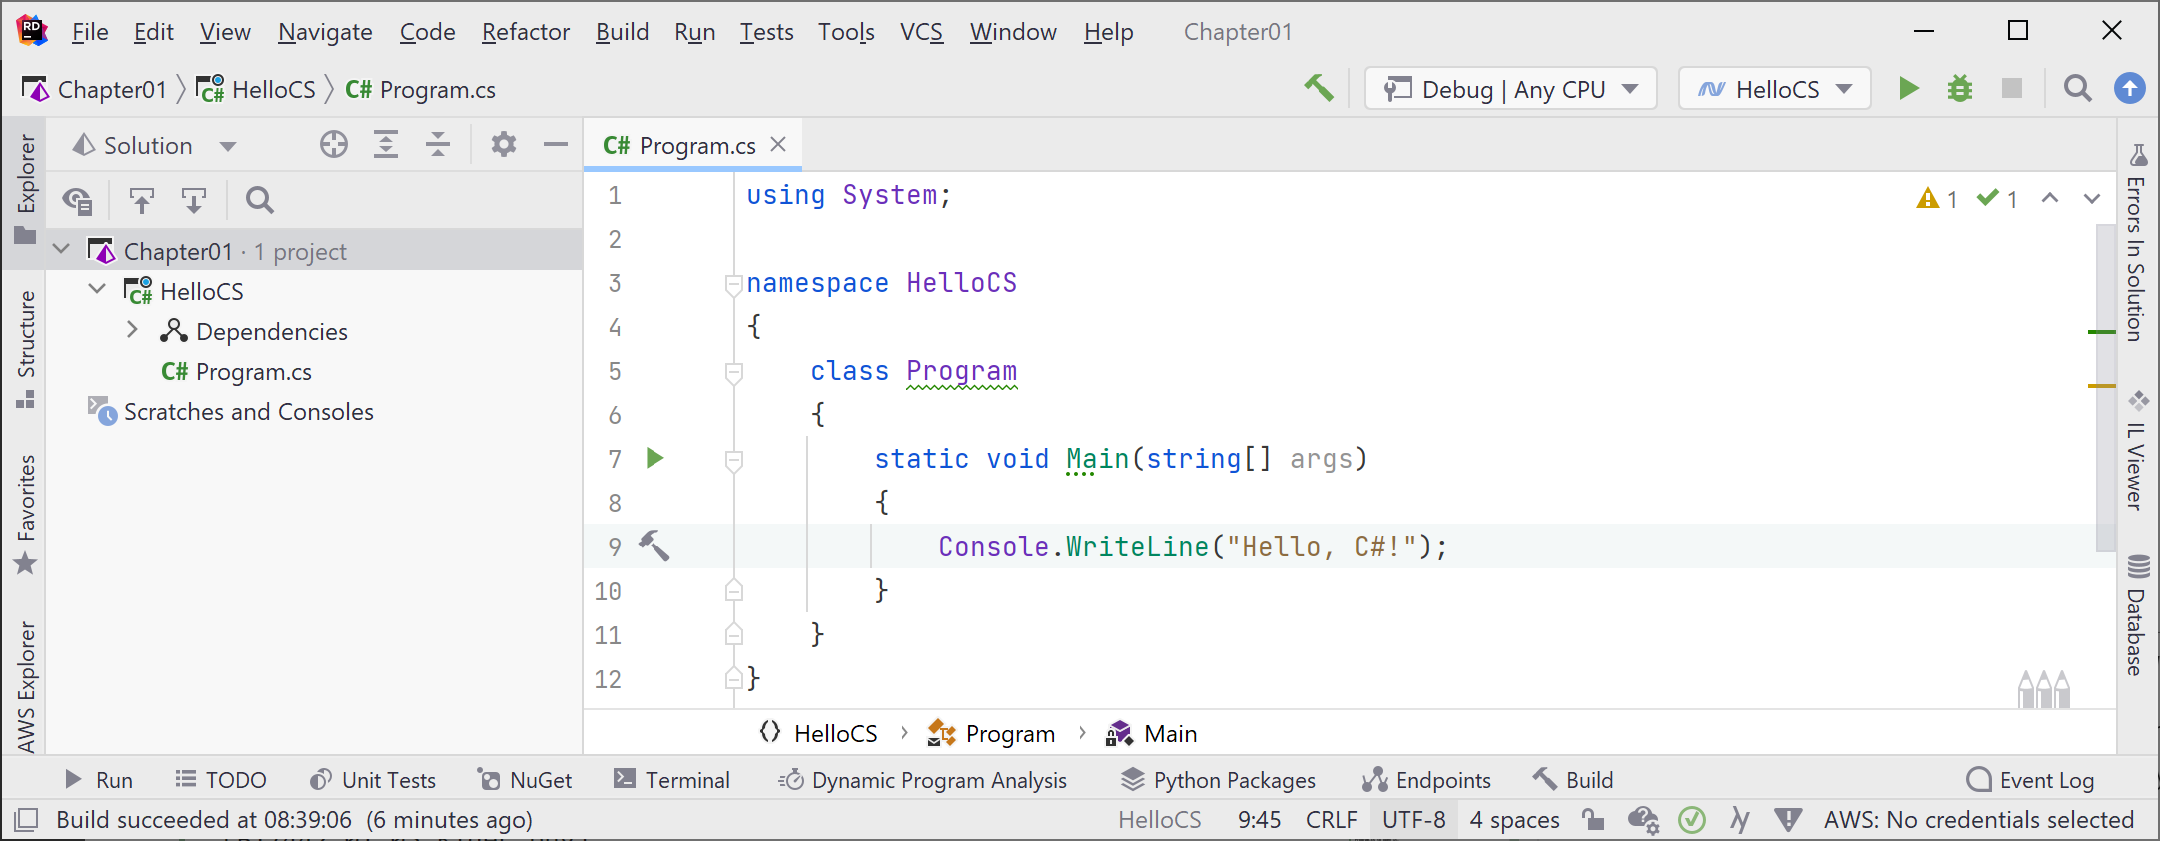 RD File Edit View Navigate Code Refactor Build Run Tests Tools VCS Window Help Chapter01
Chapter01 HelloCS C# Program.cs Debug | Any CPU HelloCS
Explorer
Structure
Favorites
AWS Explorer
Solution
Chapter01 · 1 project
C# HelloCS
Dependencies
C# Program.cs
Scratches and Consoles
C# Program.cs
1 using System;
2
3 namespace HelloCS
4 {
5 class Program
6 {
7 static void Main(string[] args)
8 {
9 Console.WriteLine("Hello, C#!");
10 }
11 }
12 }
1 1
HelloCS Program Main
Errors In Solution
IL Viewer
Database
Run TODO Unit Tests NuGet Terminal Dynamic Program Analysis Python Packages Endpoints Build Event Log
Build succeeded at 08:39:06 (6 minutes ago) HelloCS 9:45 CRLF UTF-8 4 spaces AWS: No credentials selected